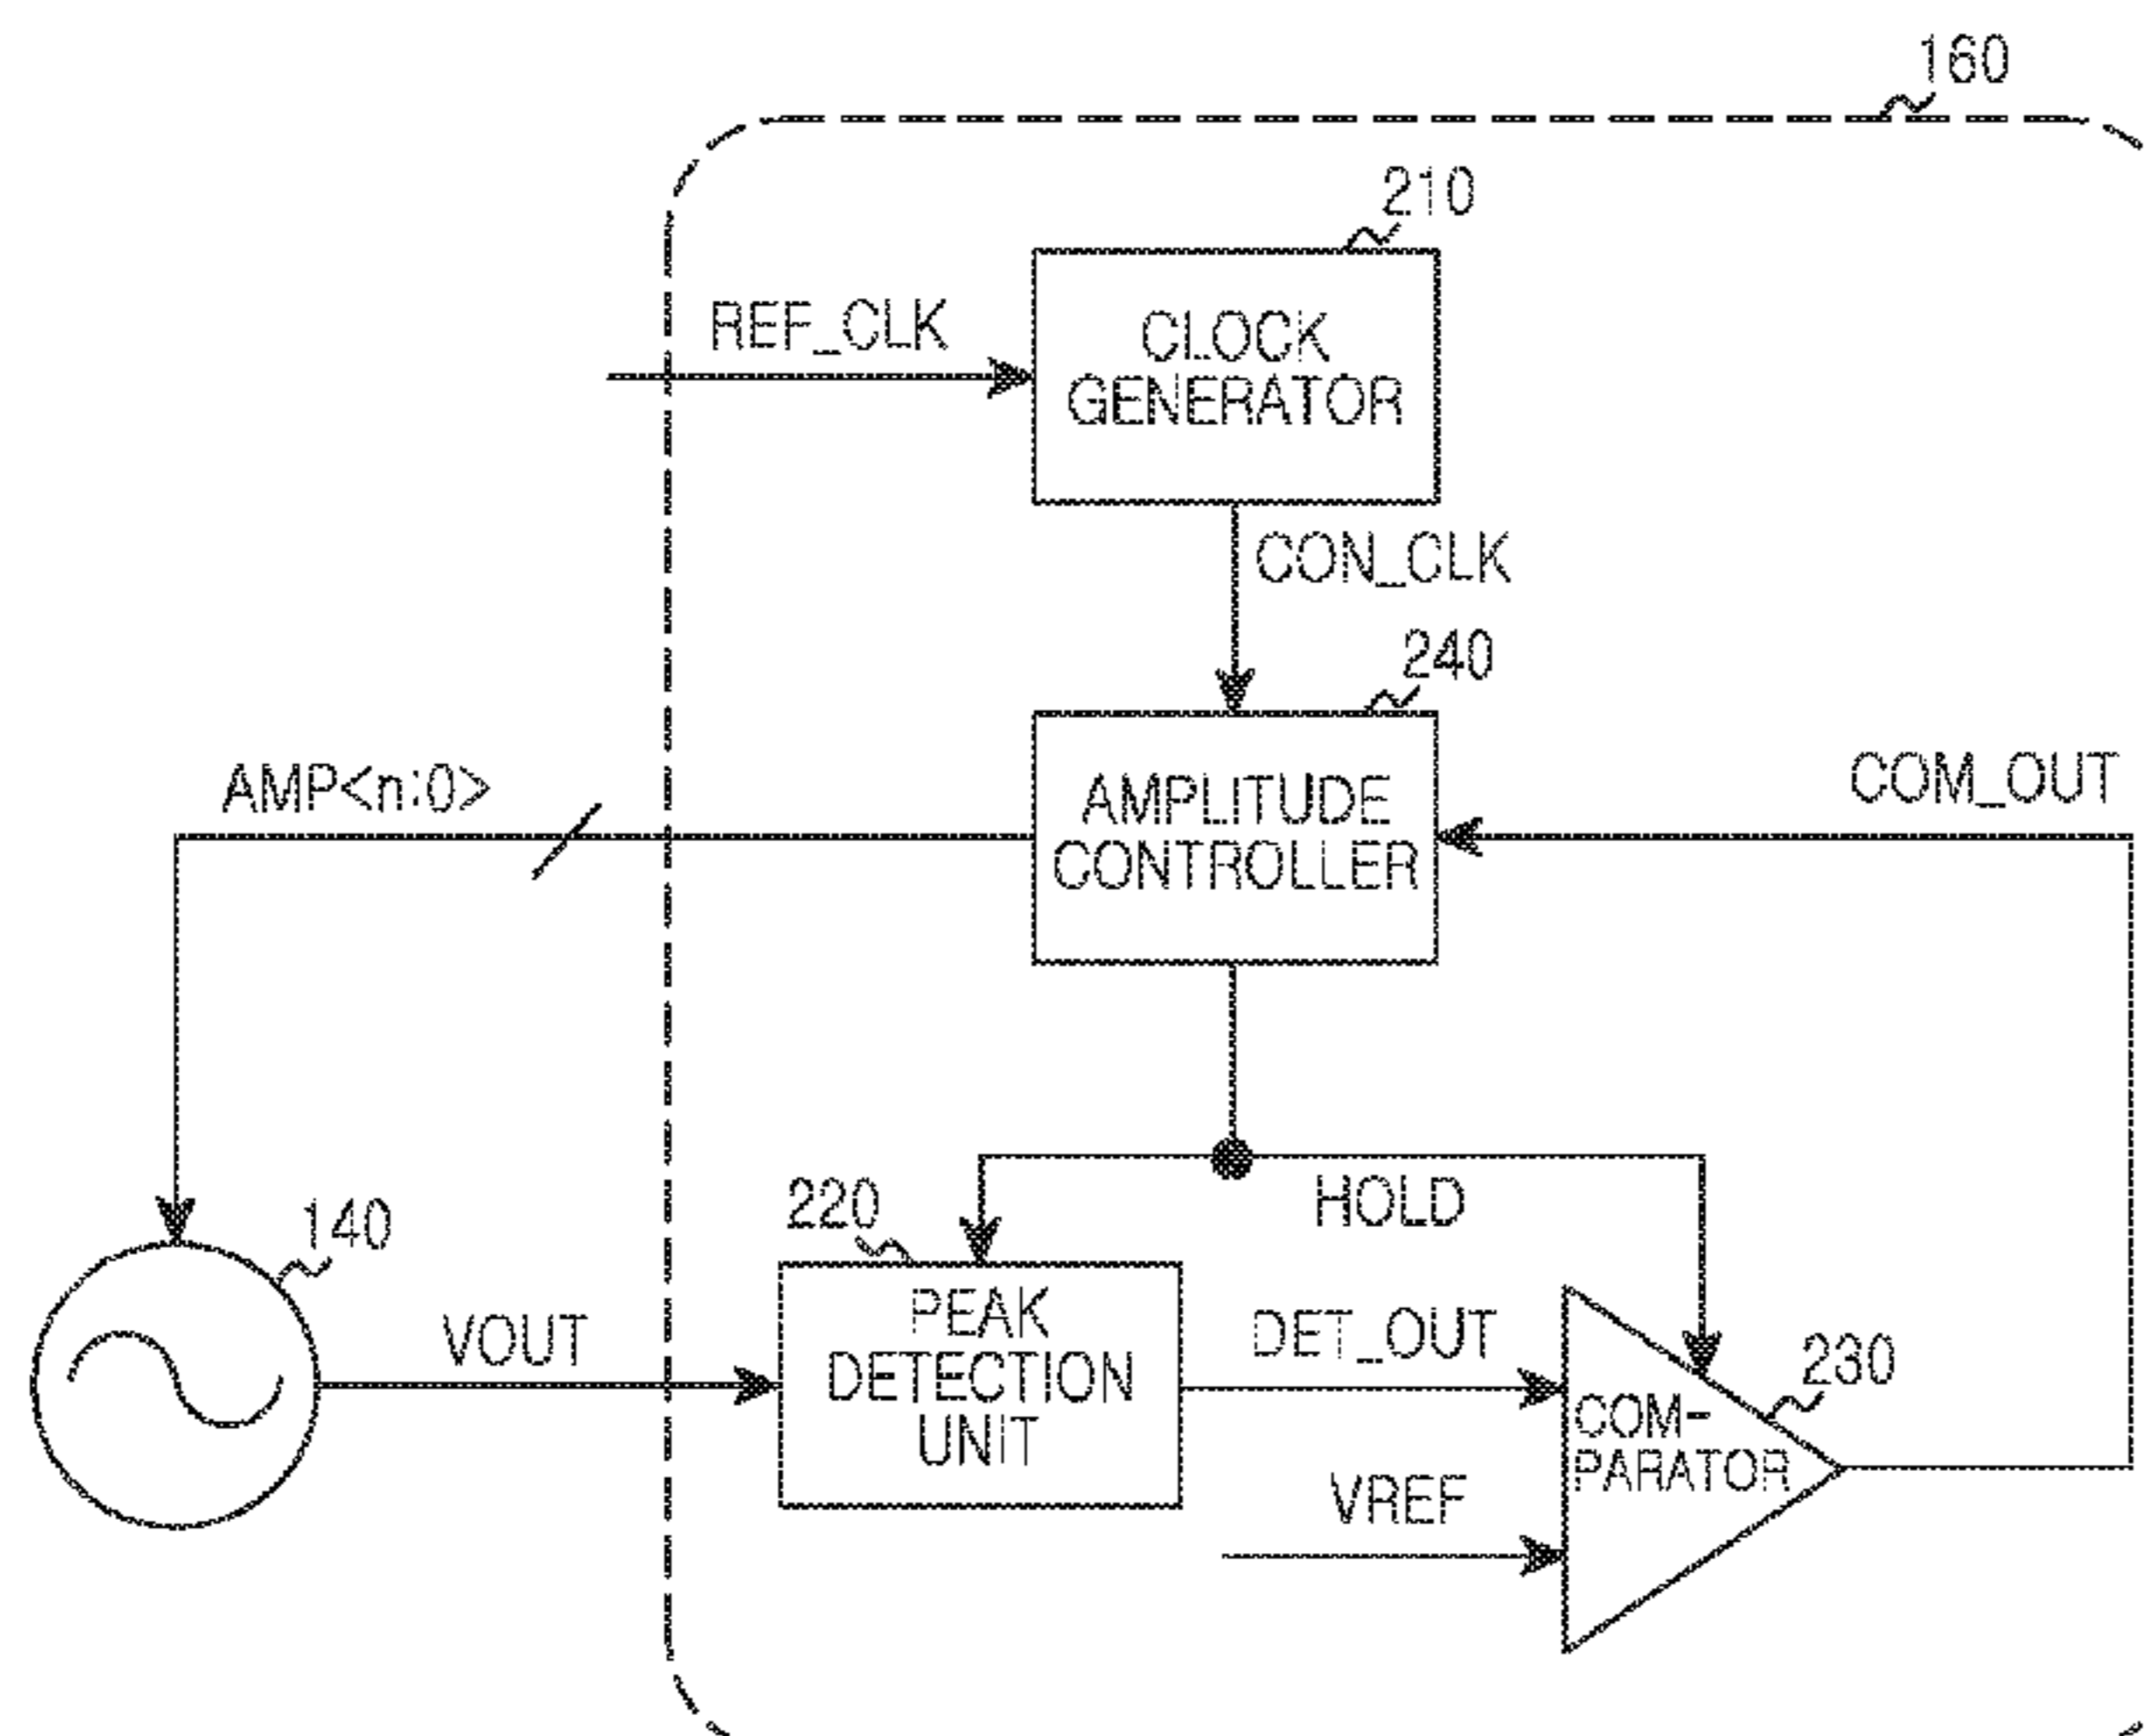 160
210
REF_CLK
CLOCK
GENERATOR
CON_CLK
240
AMP<n:0>
AMPLITUDE
CONTROLLER
COM_OUT
HOLD
220
140
VOUT
PEAK
DETECTION
UNIT
DET_OUT
230
COM-
PARATOR
VREF